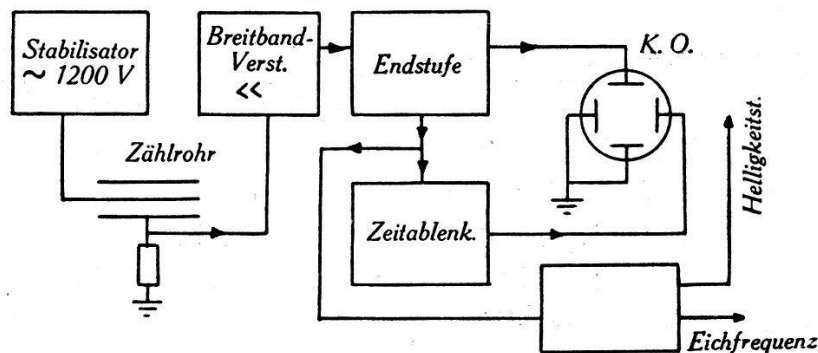 Stabilisator
~ 1200 V
Breitband-
Verst.
<<
Endstufe
K. O.
Zählrohr
Zeitablenk.
Helligkeitst.
Eichfrequenz